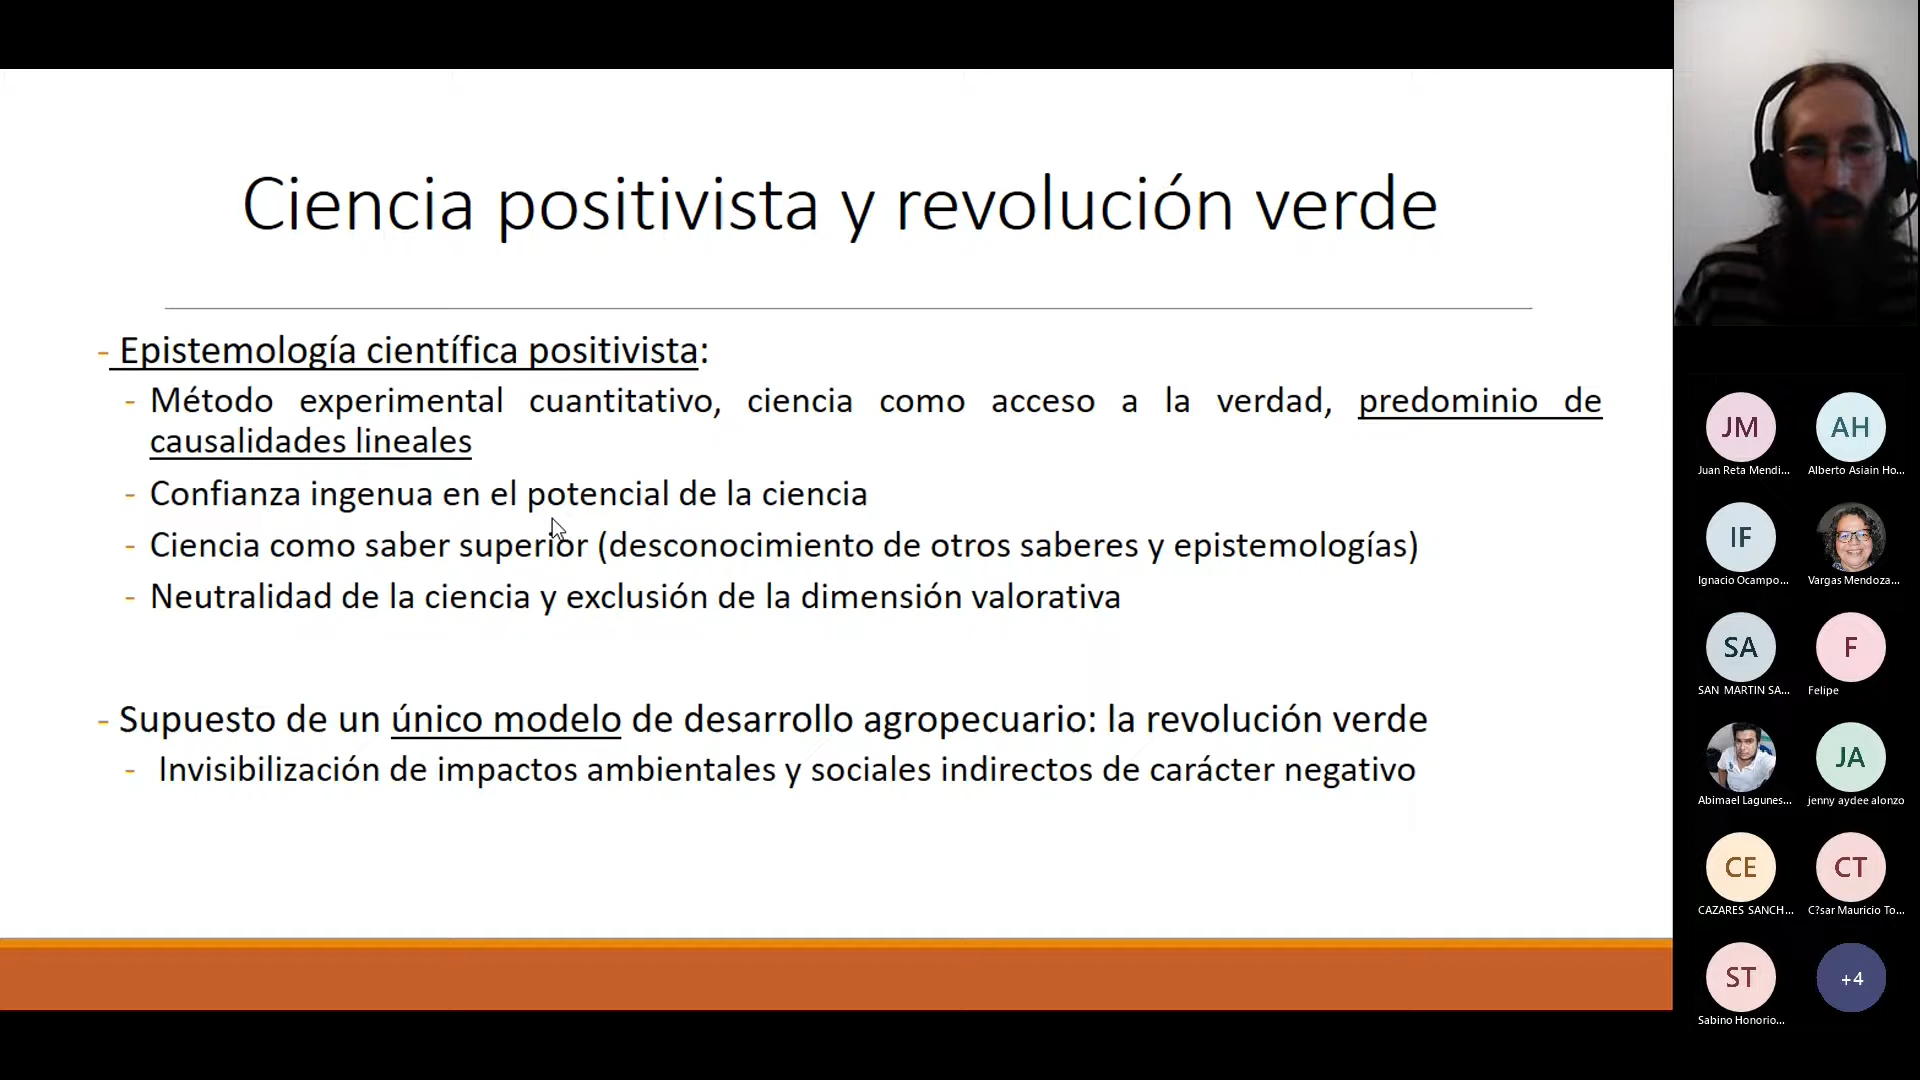 Ciencia positivista y revolución verde
- Epistemología científica positivista:
- Método experimental cuantitativo, ciencia como acceso a la verdad, predominio de
causalidades lineales
- Confianza ingenua en el potencial de la ciencia
- Ciencia como saber superior (desconocimiento de otros saberes y epistemologías)
- Neutralidad de la ciencia y exclusión de la dimensión valorativa
- Supuesto de un único modelo de desarrollo agropecuario: la revolución verde
- Invisibilización de impactos ambientales y sociales indirectos de carácter negativo
JM
AH
Juan Reta Mendi...
Alberto Asiain Ho...
IF
Ignacio Ocampo...
Vargas Mendoza...
SA
F
SAN MARTIN SA...
Felipe
JA
Abimael Lagunes...
jenny aydee alonzo
CE
CT
CAZARES SANCH...
C?sar Mauricio To...
ST
+4
Sabino Honorio...